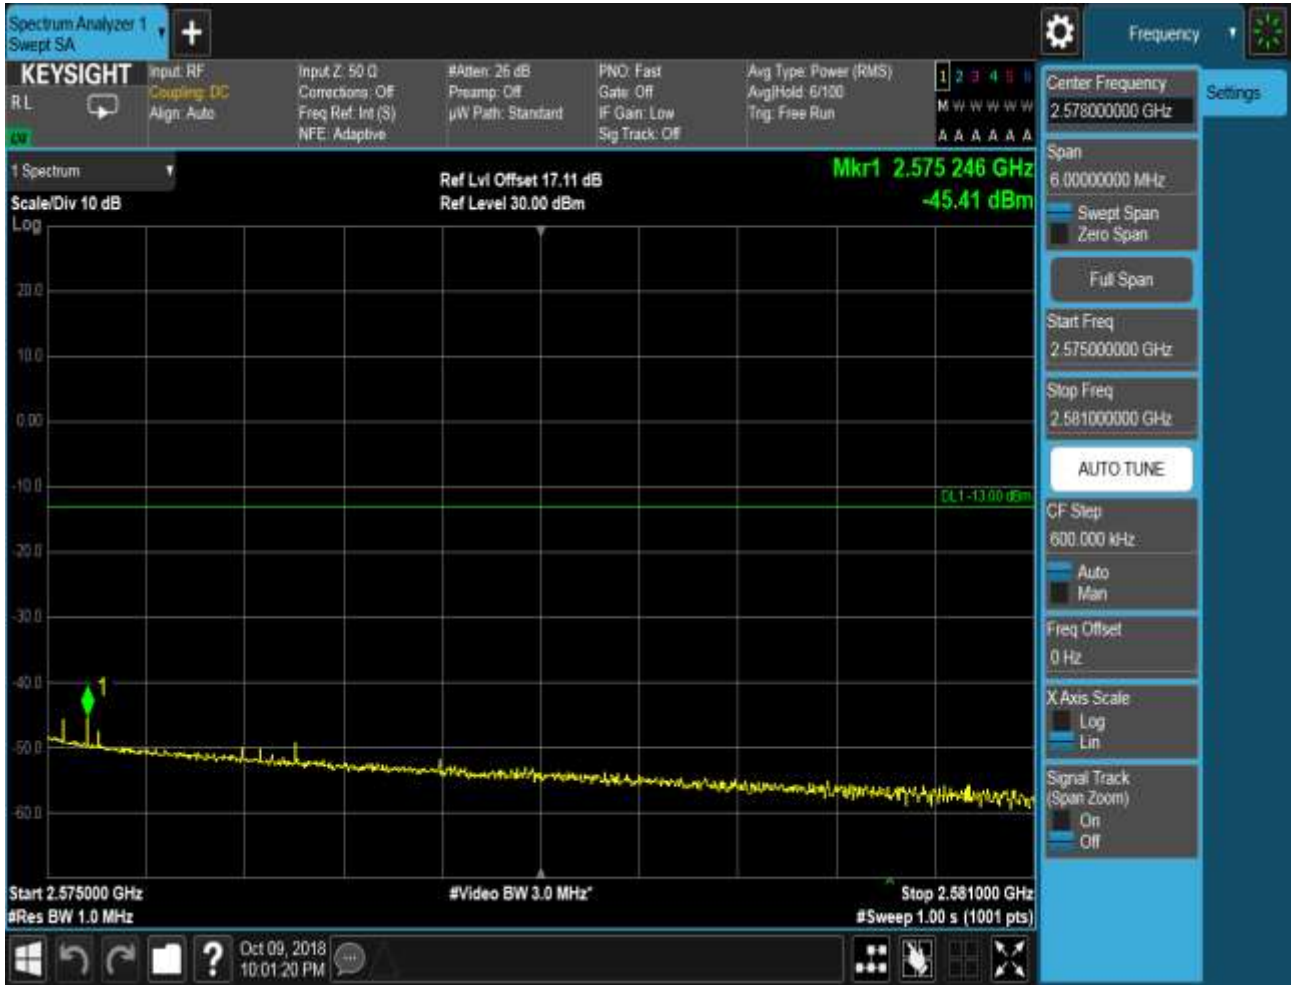 Spectrum Analyzer 1
Swept SA
Frequency
KEYSIGHT
R L
Input: RF
Coupling: DC
Align: Auto
Input Z: 50 Ω
Corrections: Off
Freq Ref: Int (S)
NFE: Adaptive
#Atten: 26 dB
Preamp: Off
µW Path: Standard
PNO: Fast
Gate: Off
IF Gain: Low
Sig Track: Off
Avg Type: Power (RMS)
Avg|Hold: 6/100
Trig: Free Run
1 2 3 4 5 6
M W W W W W
A A A A A A
1 Spectrum
Scale/Div 10 dB
Log
Ref Lvl Offset 17.11 dB
Ref Level 30.00 dBm
Mkr1 2.575 246 GHz
-45.41 dBm
20.0
10.0
0.00
-10.0
DL1 -13.00 dBm
-20.0
-30.0
-40.0
1
-50.0
-60.0
Start 2.575000 GHz
#Res BW 1.0 MHz
#Video BW 3.0 MHz*
Stop 2.581000 GHz
#Sweep 1.00 s (1001 pts)
Center Frequency
2.578000000 GHz
Settings
Span
6.00000000 MHz
Swept Span
Zero Span
Full Span
Start Freq
2.575000000 GHz
Stop Freq
2.581000000 GHz
AUTO TUNE
CF Step
600.000 kHz
Auto
Man
Freq Offset
0 Hz
X Axis Scale
Log
Lin
Signal Track
(Span Zoom)
On
Off
?
Oct 09, 2018
10:01:20 PM